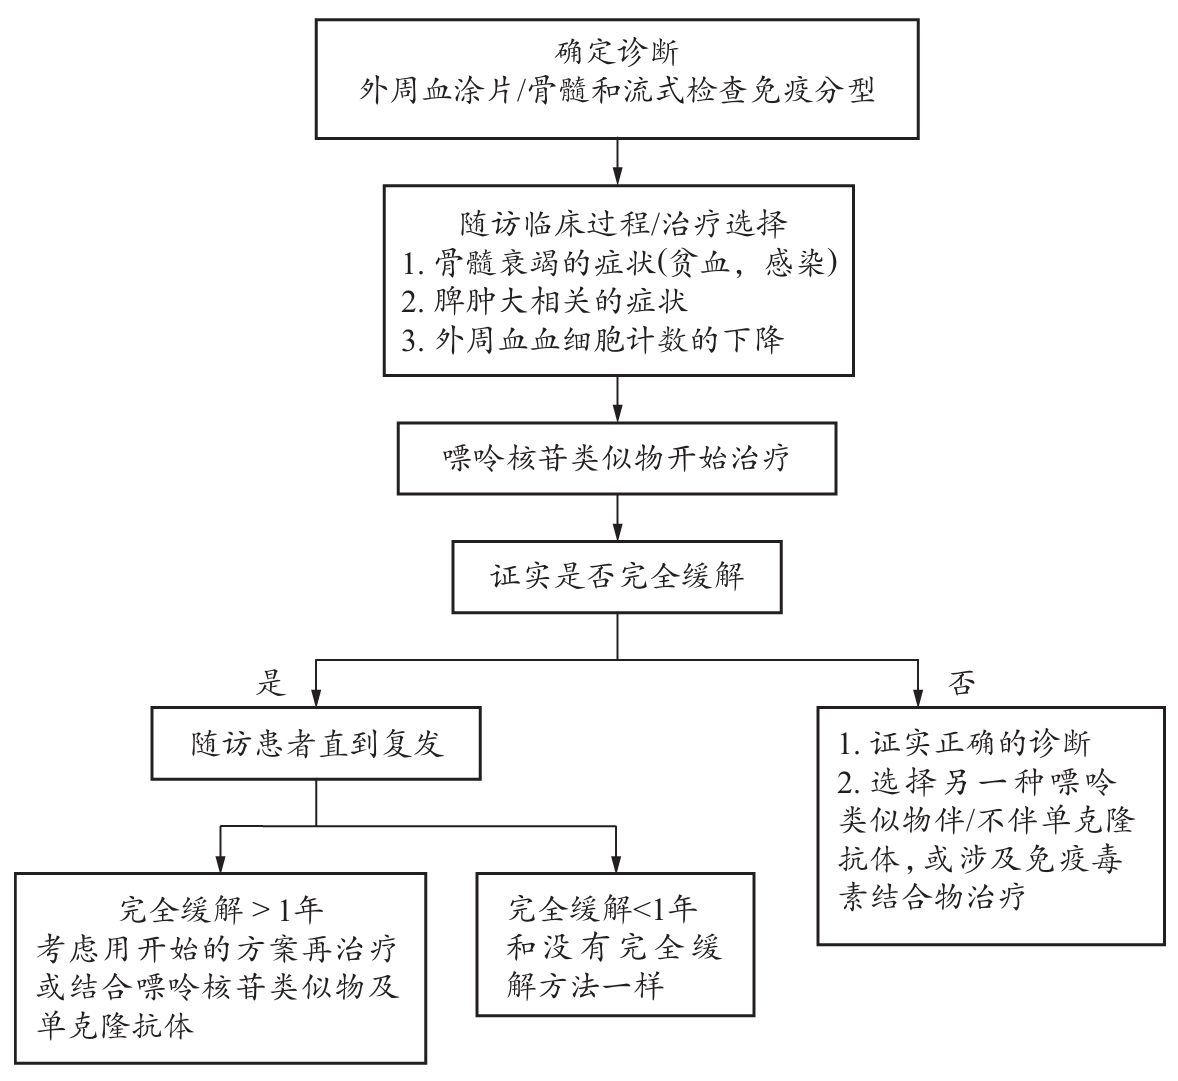 确定诊断
外周血涂片/骨髓和流式检查免疫分型
随访临床过程/治疗选择
1. 骨髓衰竭的症状(贫血，感染)
2. 脾肿大相关的症状
3. 外周血血细胞计数的下降
嘌呤核苷类似物开始治疗
证实是否完全缓解
是
否
随访患者直到复发
1. 证实正确的诊断
2. 选择另一种嘌呤
类似物伴/不伴单克隆
抗体,或涉及免疫毒
素结合物治疗
完全缓解 > 1年
考虑用开始的方案再治疗
或结合嘌呤核苷类似物及
单克隆抗体
完全缓解<1年
和没有完全缓
解方法一样